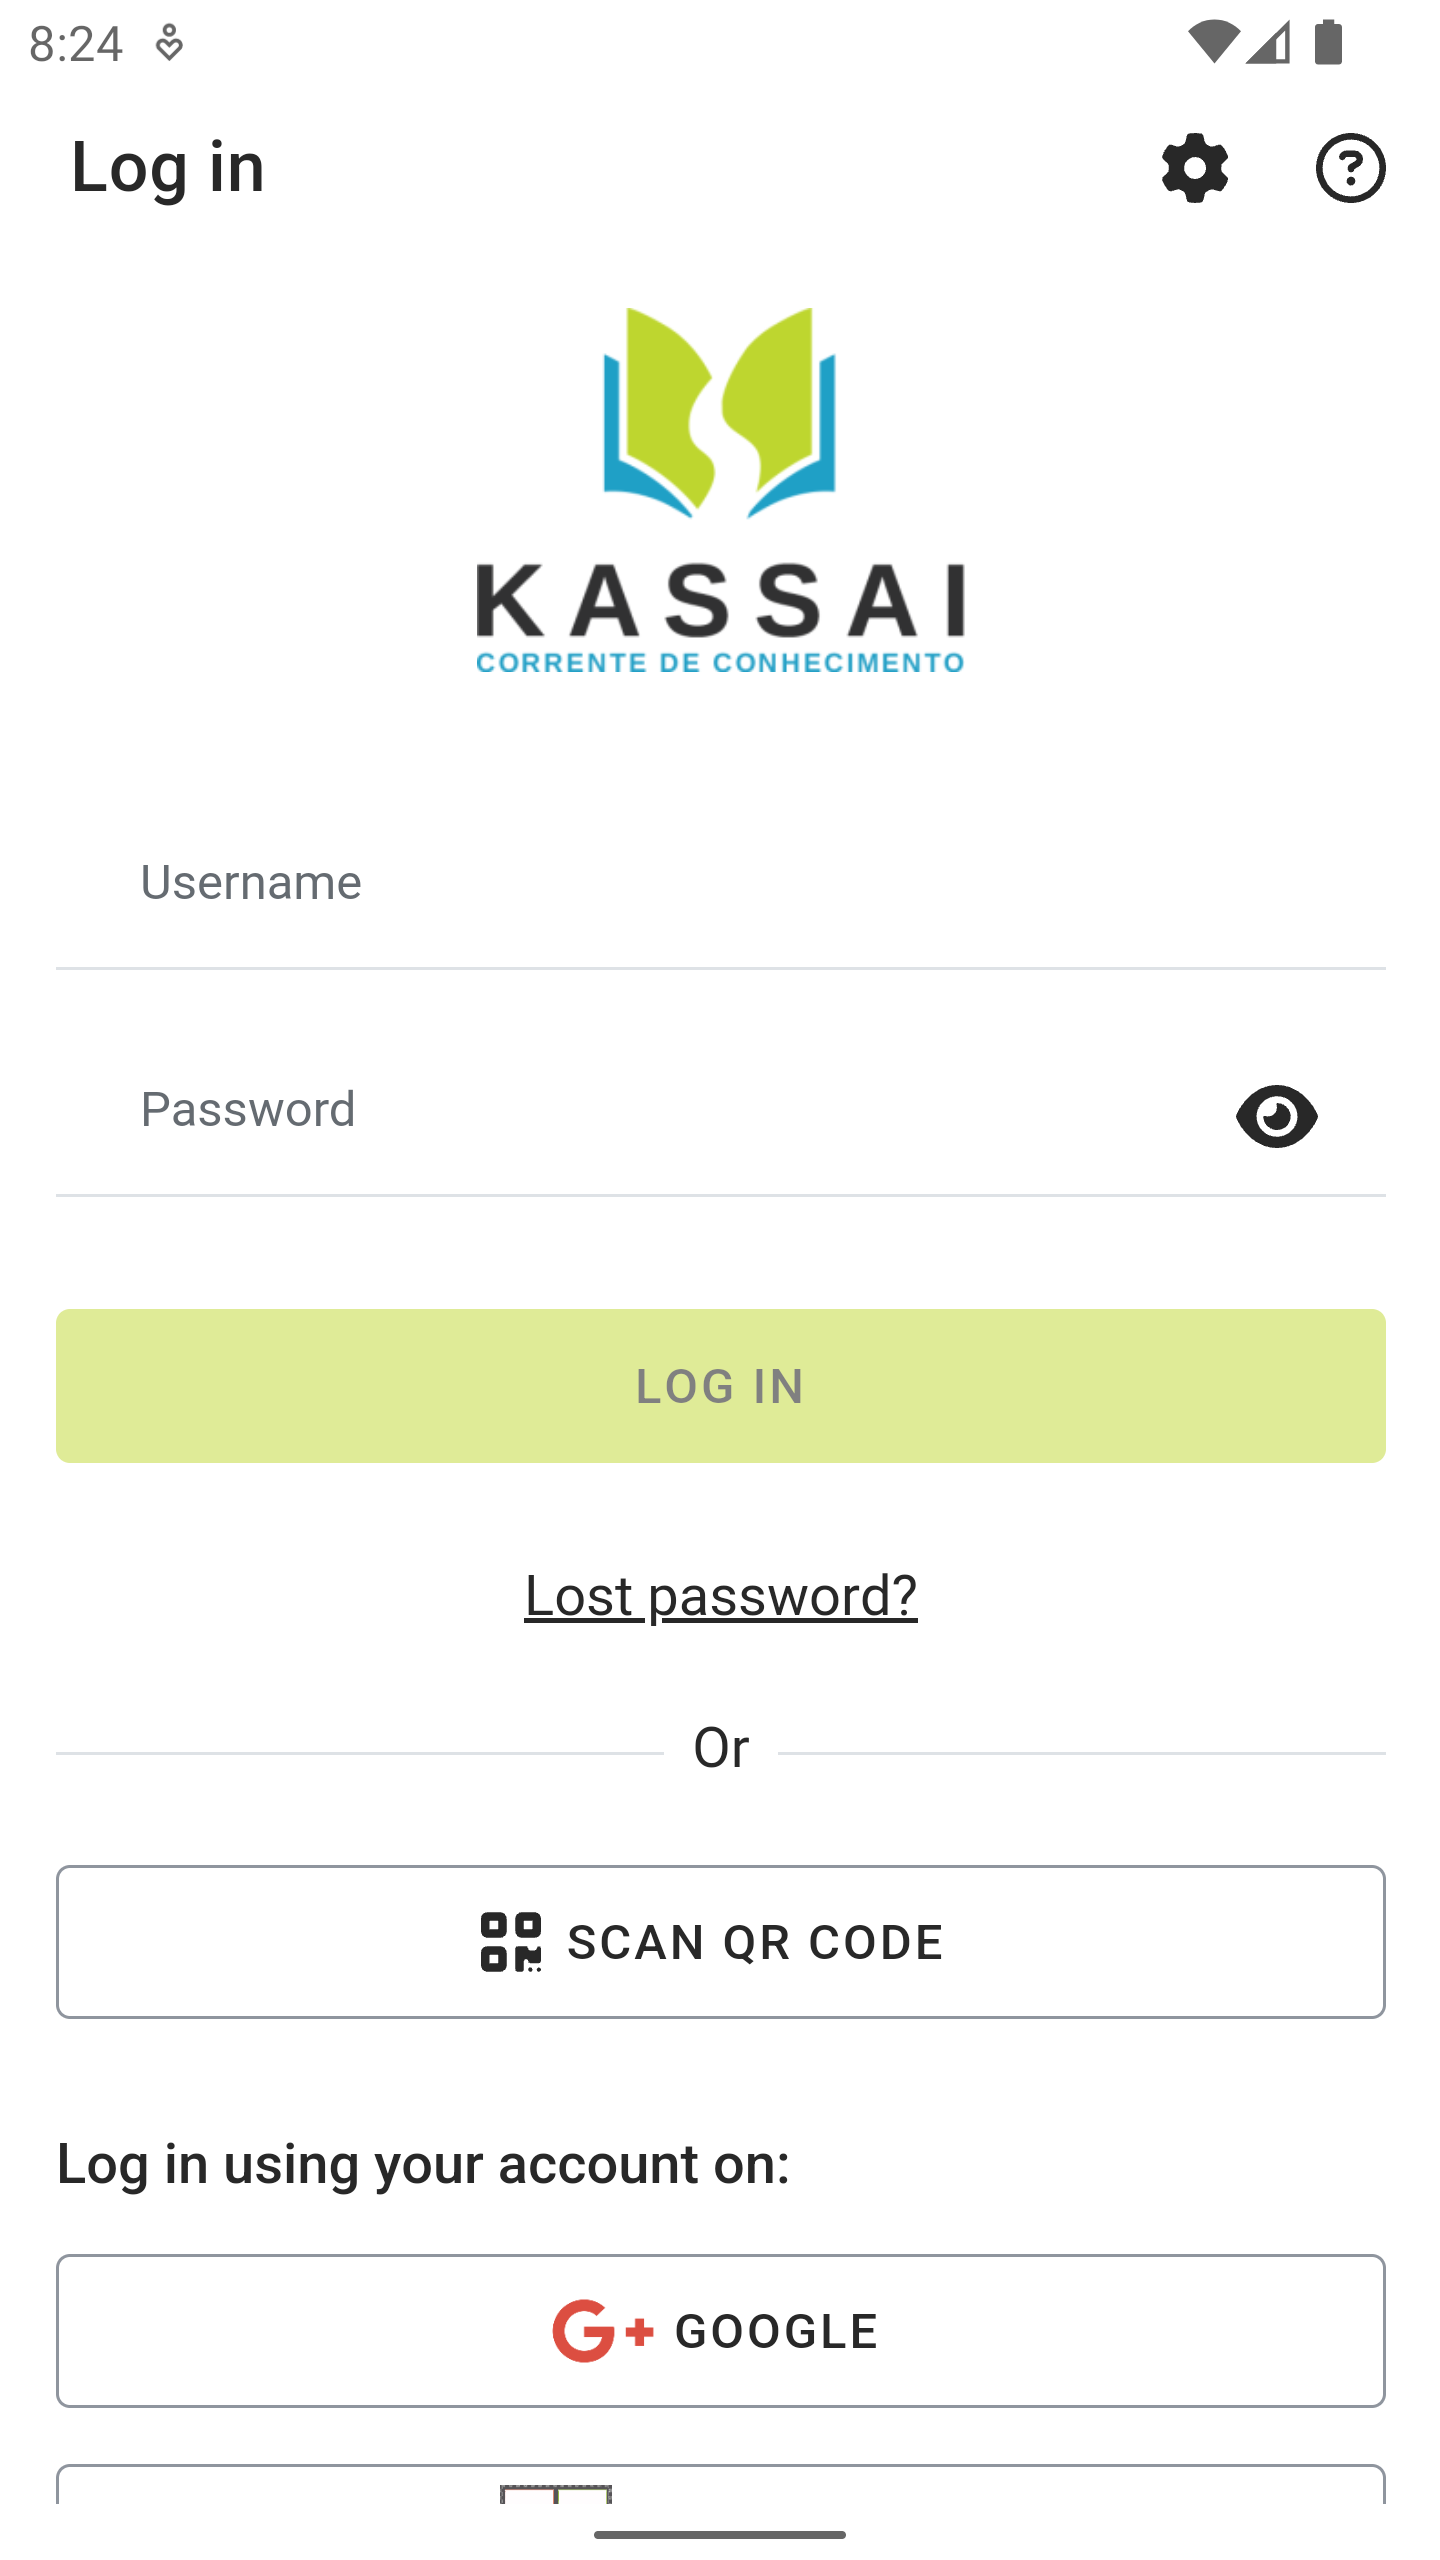 8:24
Log in
KASSAI
CORRENTE DE CONHECIMENTO
Username
Password
LOG IN
Lost password?
Or
SCAN QR CODE
Log in using your account on:
G+ GOOGLE